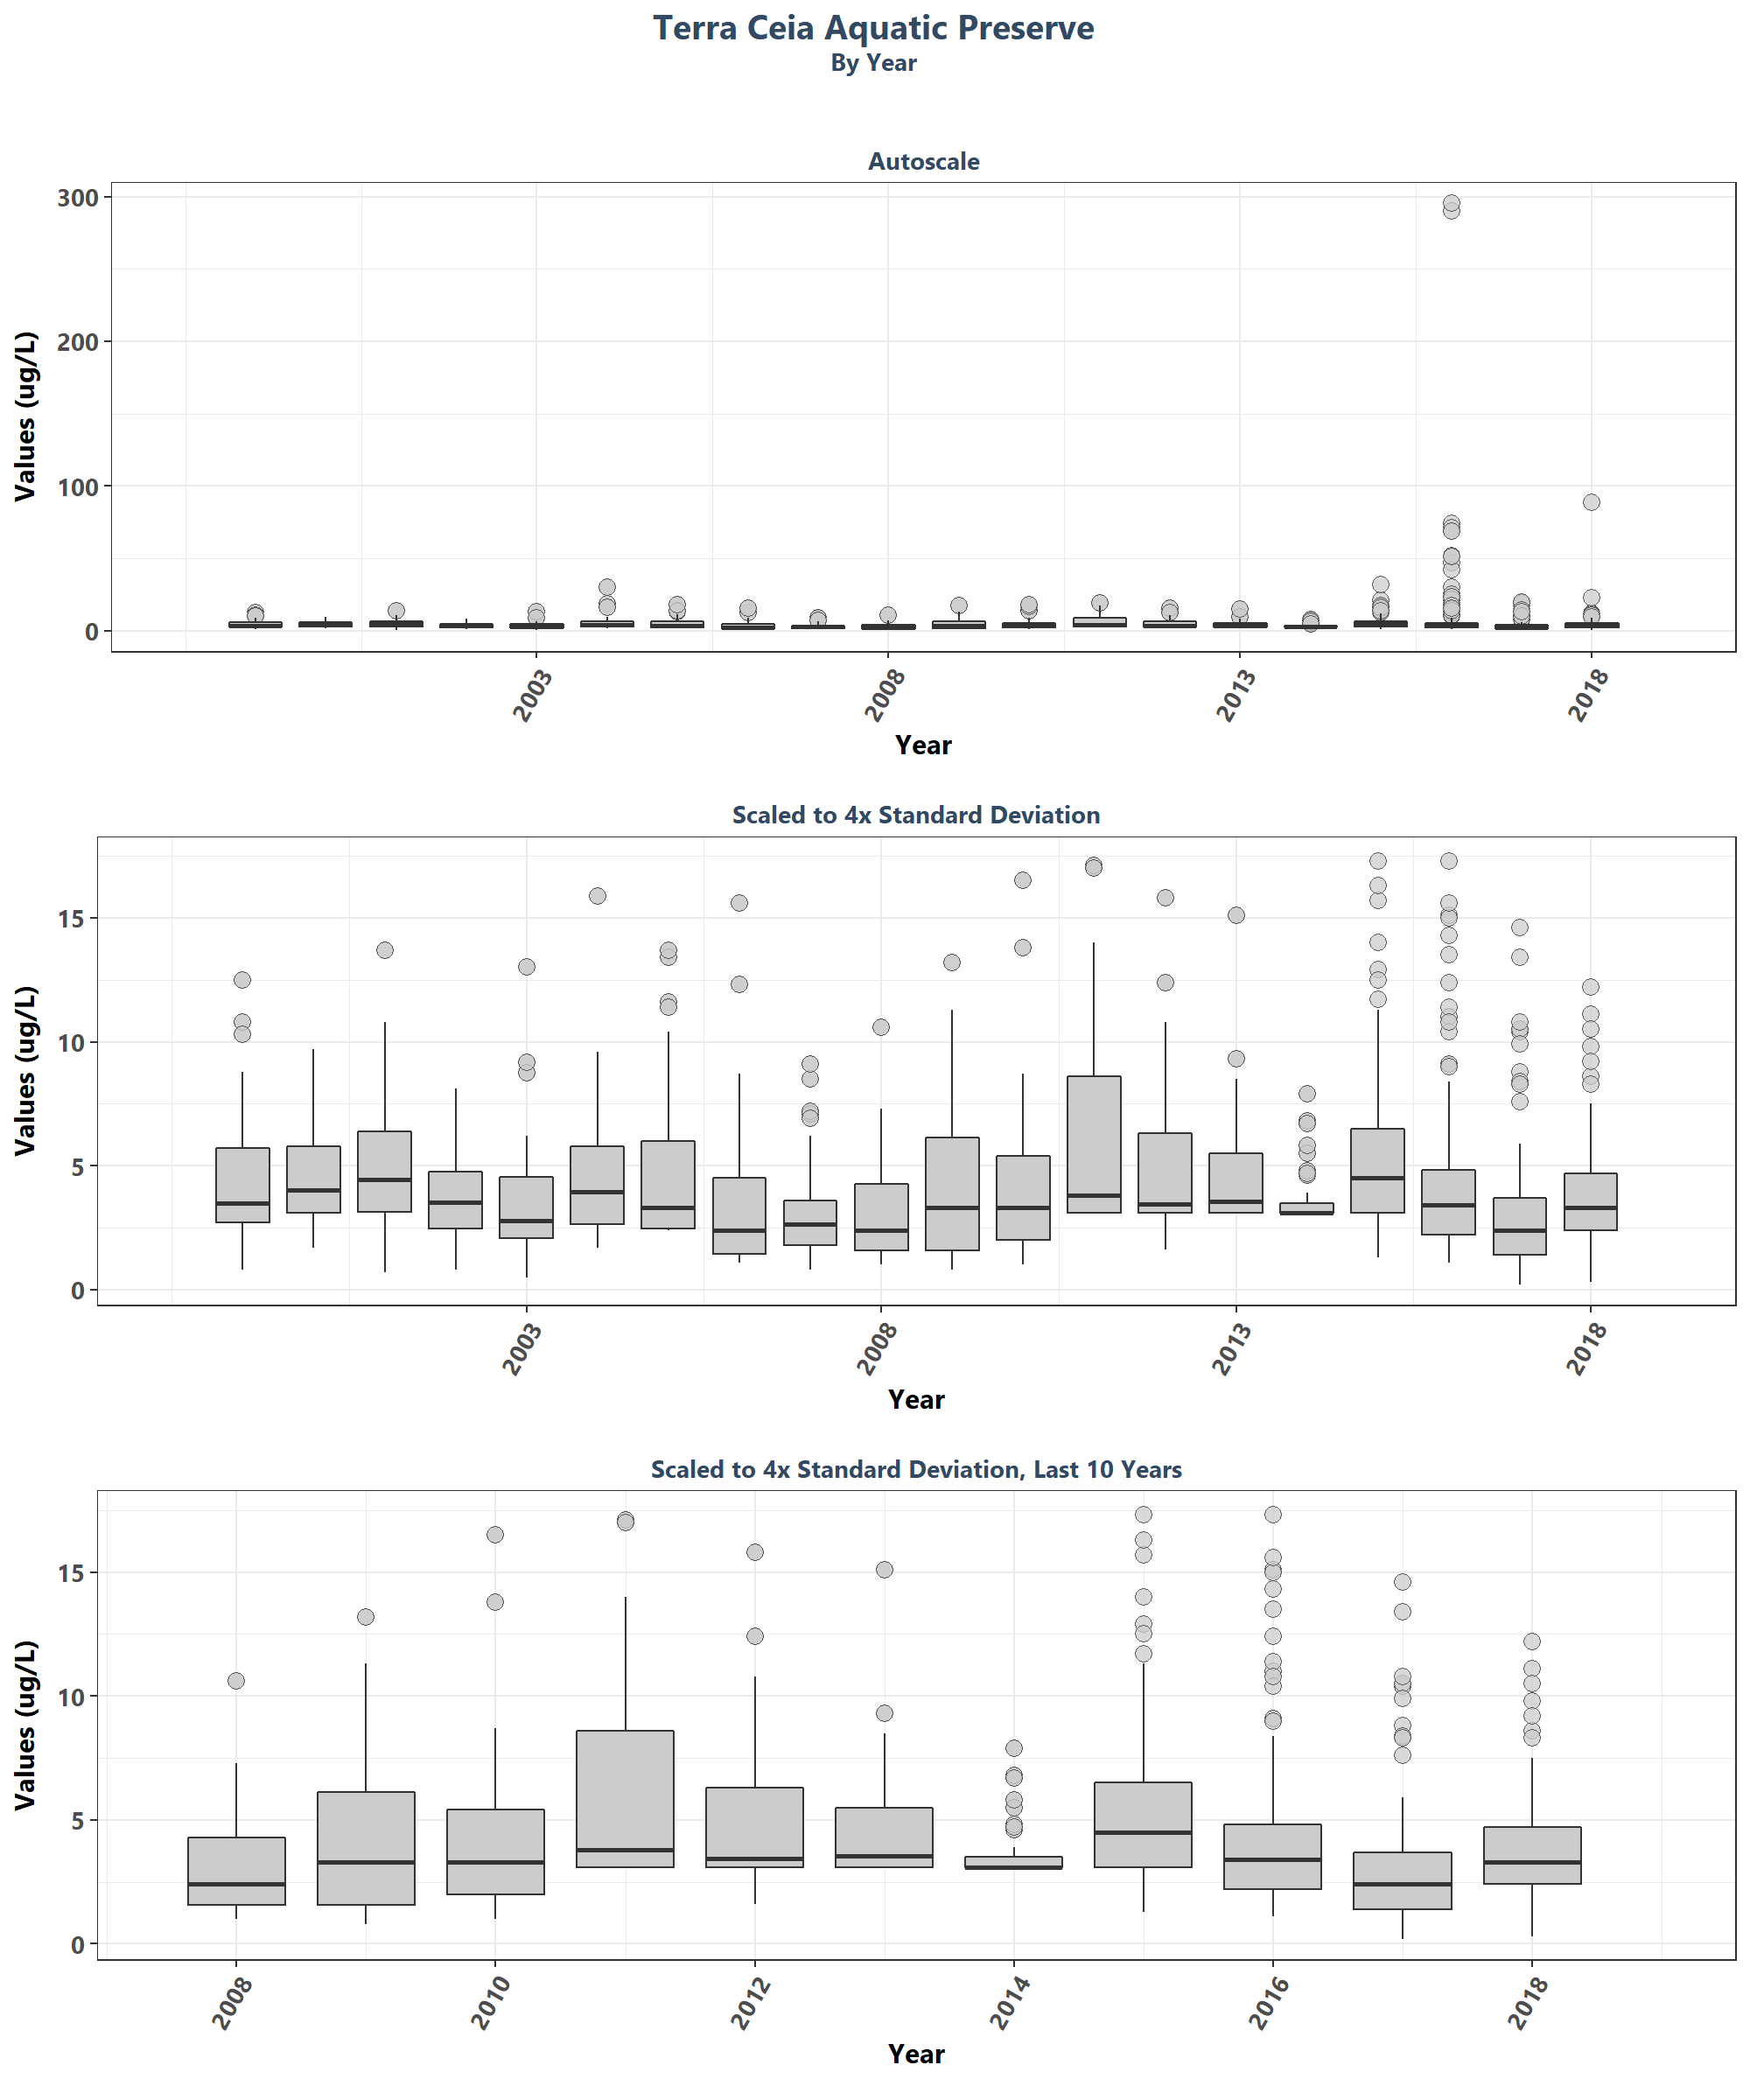 Terra Ceia Aquatic Preserve
By Year
Autoscale
Values (ug/L)
300
200
100
0
2003
2008
2013
2018
Year
Scaled to 4x Standard Deviation
Values (ug/L)
15
10
5
0
2003
2008
2013
2018
Year
Scaled to 4x Standard Deviation, Last 10 Years
Values (ug/L)
15
10
5
0
2008
2010
2012
2014
2016
2018
Year